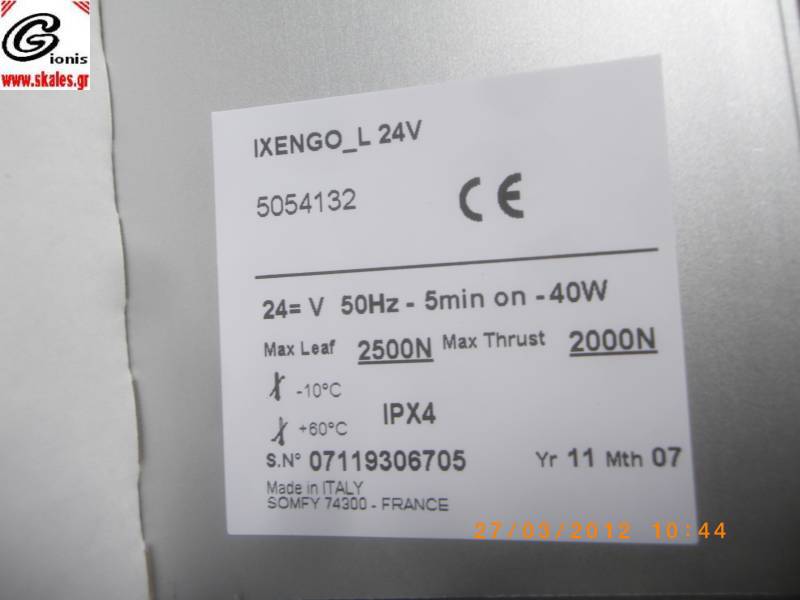 Gionis
www.skales.gr
IXENGO_L 24V
5054132
CE
24= V 50Hz - 5min on - 40W
Max Leaf 2500N Max Thrust 2000N
-10°C
+60°C IPX4
S.N° 07119306705 Yr 11 Mth 07
Made in ITALY
SOMFY 74300 - FRANCE
27/03/2012 10:44